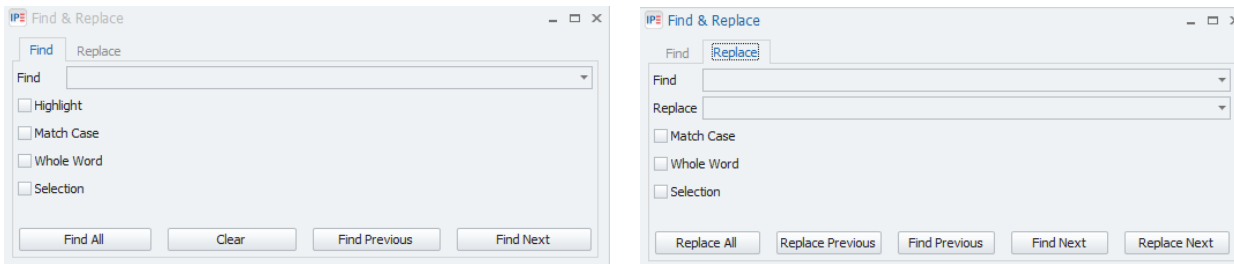 IPE Find & Replace
Find Replace
Find
Highlight
Match Case
Whole Word
Selection
Find All Clear Find Previous Find Next
IPE Find & Replace
Find Replace
Find
Replace
Match Case
Whole Word
Selection
Replace All Replace Previous Find Previous Find Next Replace Next